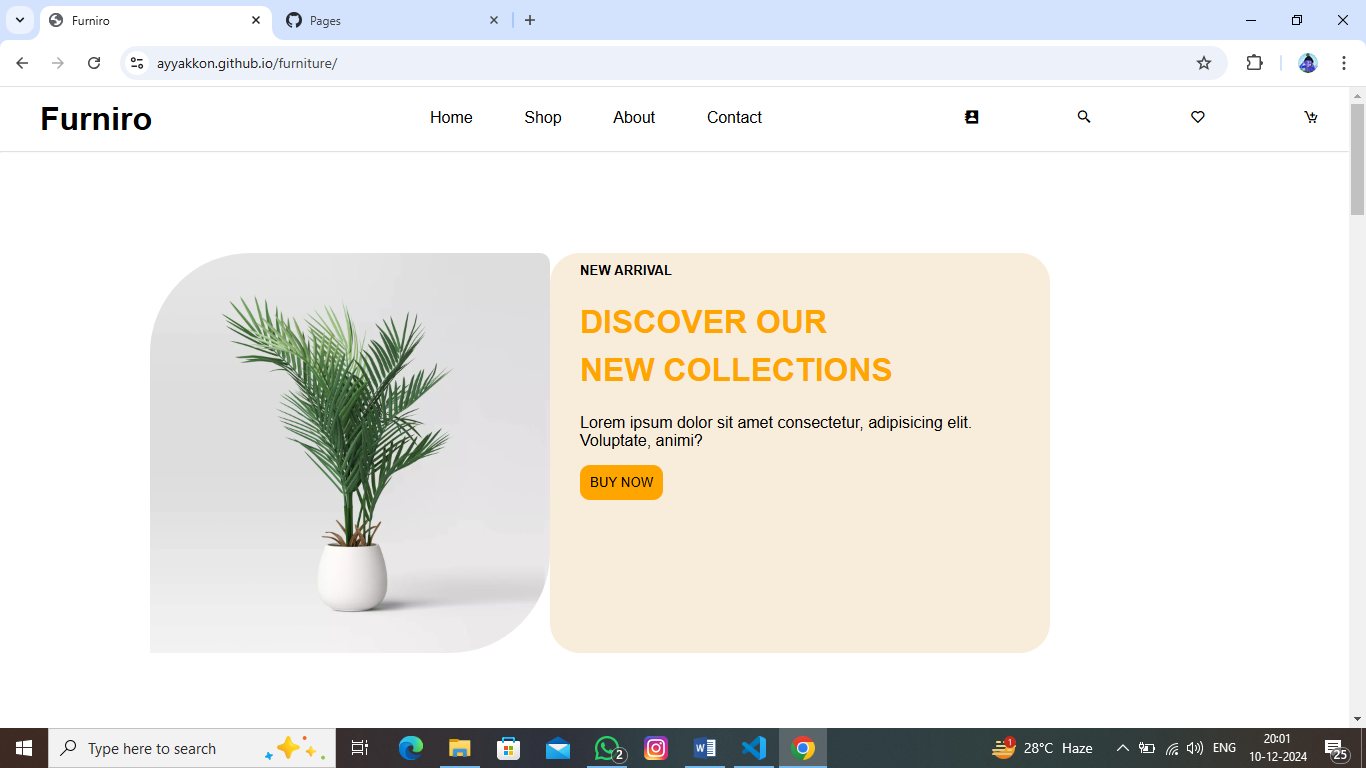 Furniro
Pages
ayyakkon.github.io/furniture/
Furniro
Home Shop About Contact
NEW ARRIVAL
DISCOVER OUR
NEW COLLECTIONS
Lorem ipsum dolor sit amet consectetur, adipisicing elit.
Voluptate, animi?
BUY NOW
Type here to search
2
1
28°C Haze
ENG
20:01
10-12-2024
25